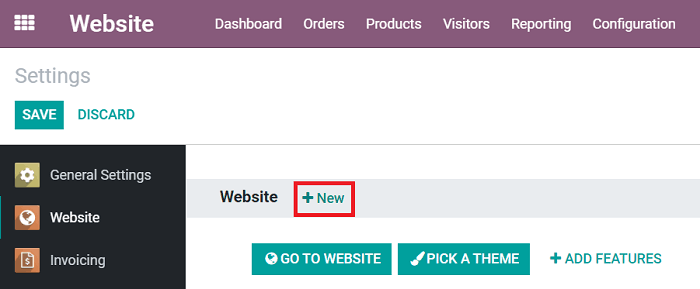 Website Dashboard Orders Products Visitors Reporting Configuration
Settings
SAVE DISCARD
General Settings
Website
Invoicing
Website + New
GO TO WEBSITE PICK A THEME + ADD FEATURES